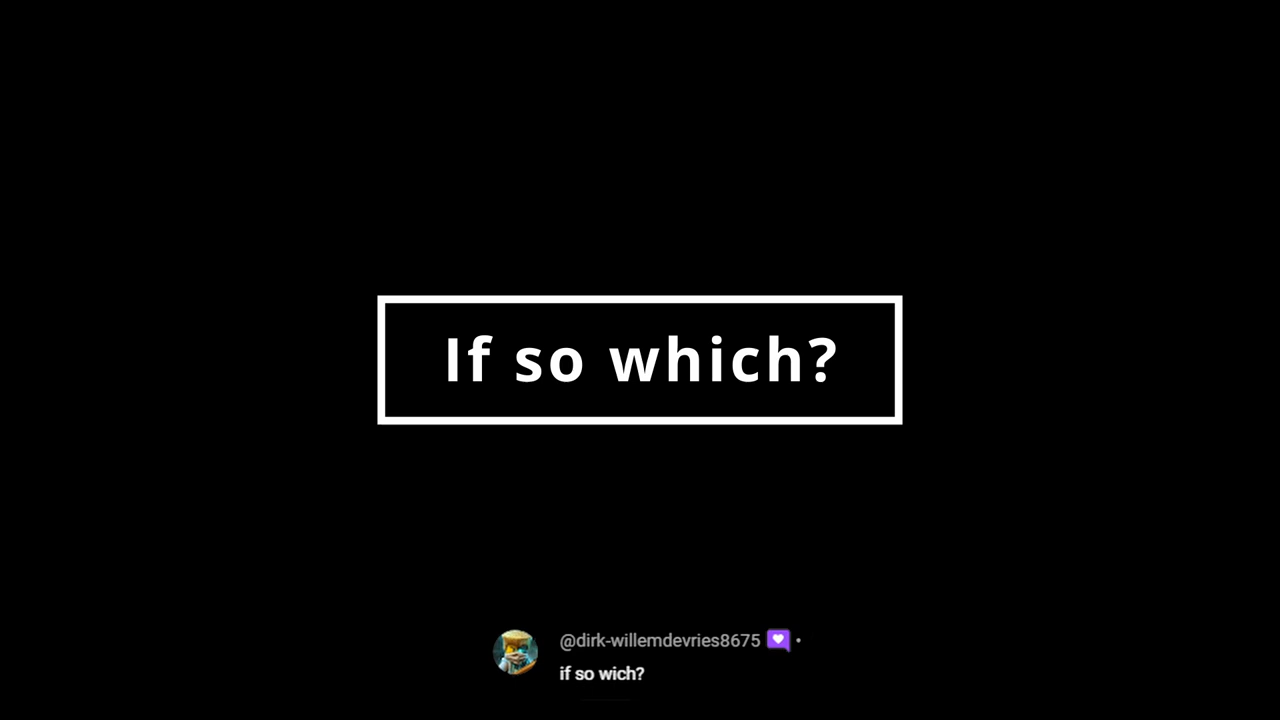 If so which?
@dirk-willemdevries8675 •
if so wich?